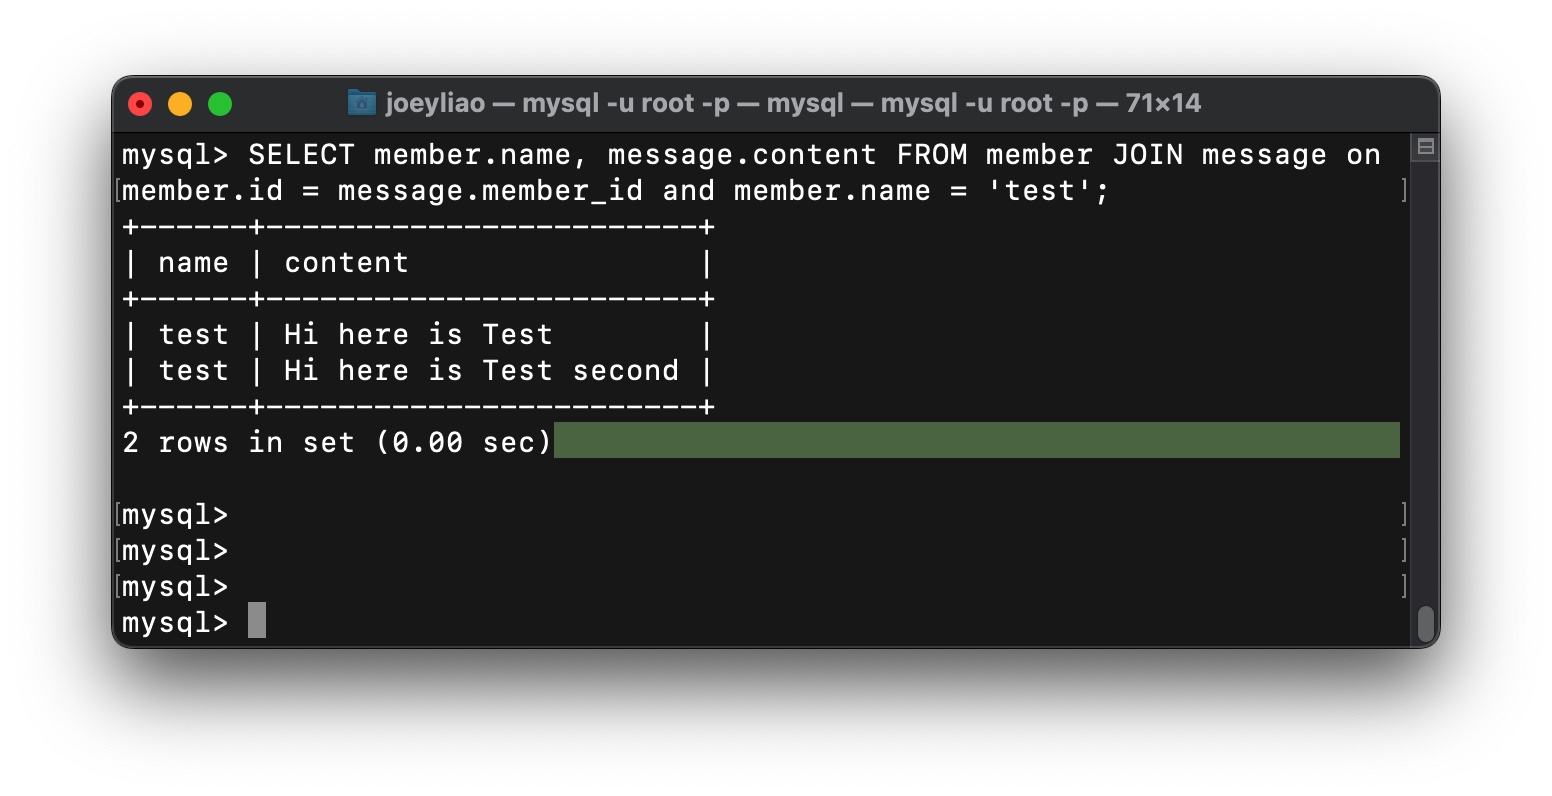 joeyliao — mysql -u root -p — mysql — mysql -u root -p — 71×14
mysql> SELECT member.name, message.content FROM member JOIN message on
member.id = message.member_id and member.name = 'test';
+------+------------------------+
| name | content                |
+------+------------------------+
| test | Hi here is Test        |
| test | Hi here is Test second |
+------+------------------------+
2 rows in set (0.00 sec)
mysql>
mysql>
mysql>
mysql>